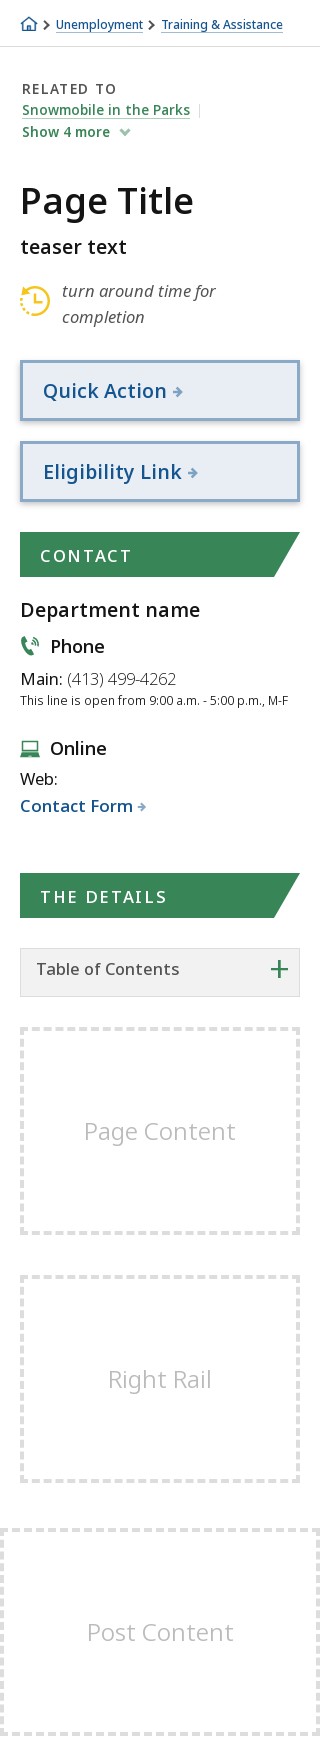 Unemployment Training & Assistance
RELATED TO
Snowmobile in the Parks
Show 4 more
Page Title
teaser text
turn around time for
completion
Quick Action
Eligibility Link
CONTACT
Department name
Phone
Main: (413) 499-4262
This line is open from 9:00 a.m. - 5:00 p.m., M-F
Online
Web:
Contact Form
THE DETAILS
Table of Contents
Page Content
Right Rail
Post Content